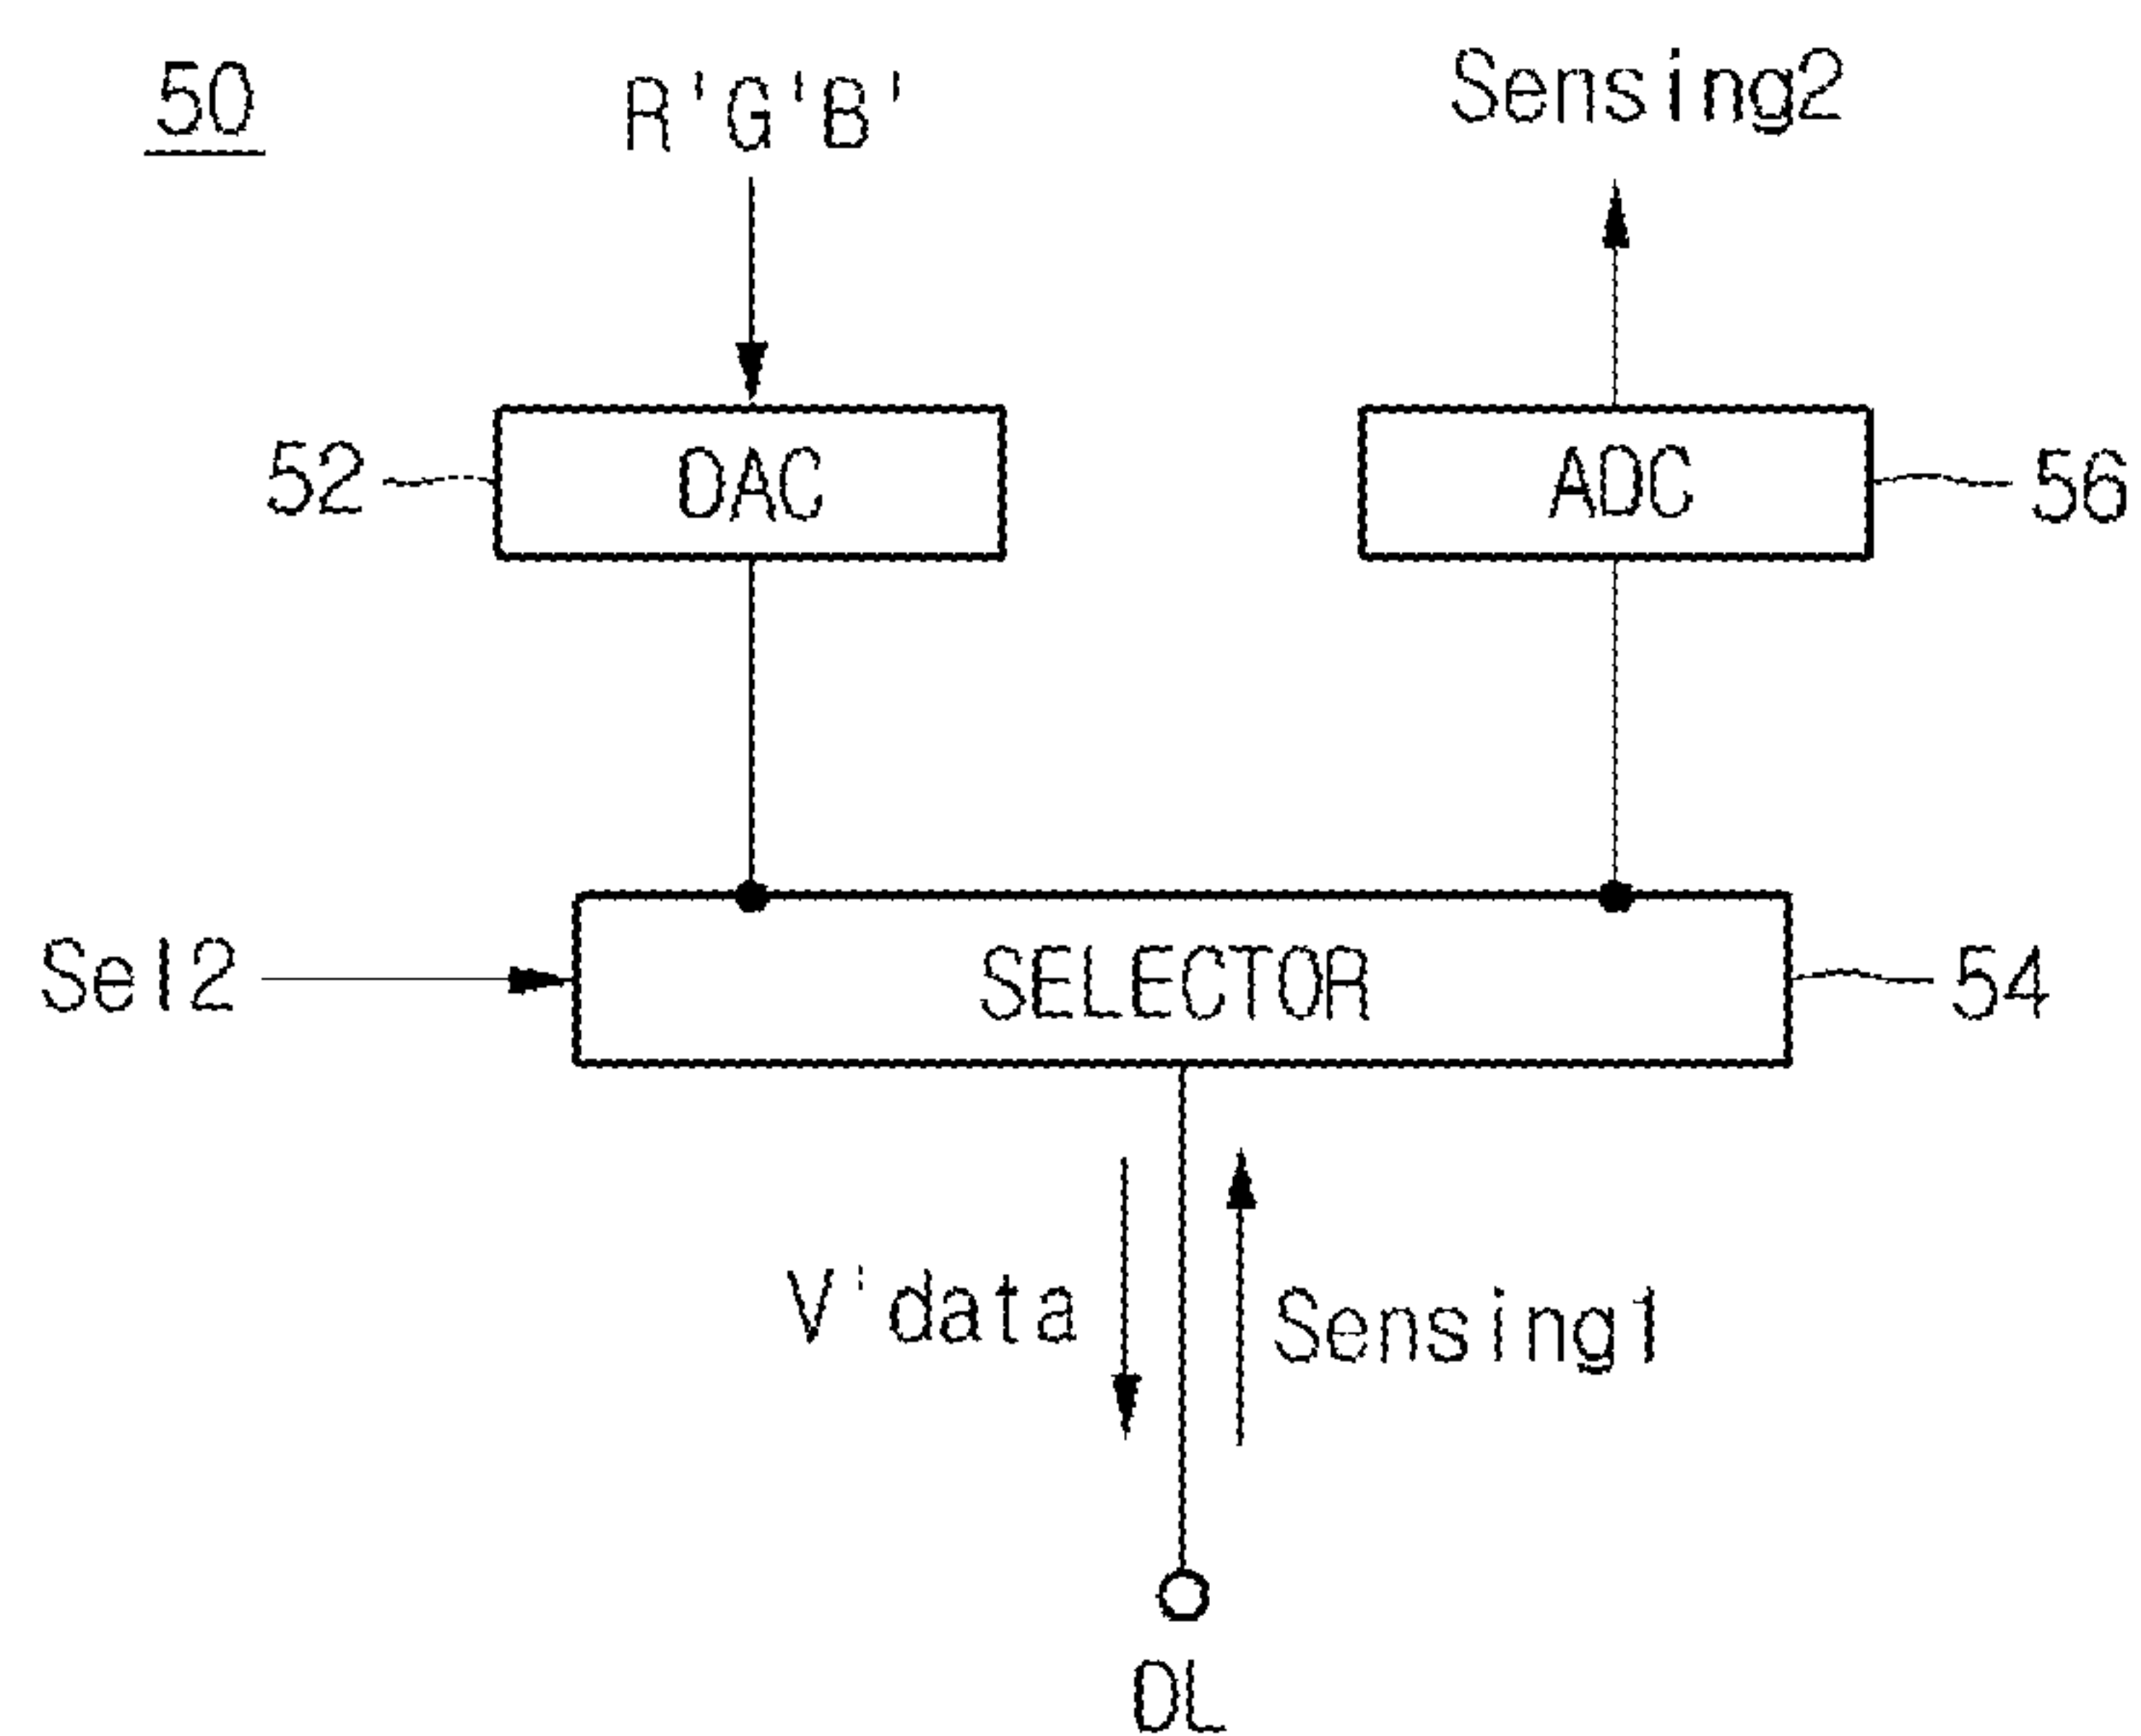 50
R'G'B'
Sensing2
52
DAC
ADC
56
Sel2
SELECTOR
54
V'data
Sensing1
DL